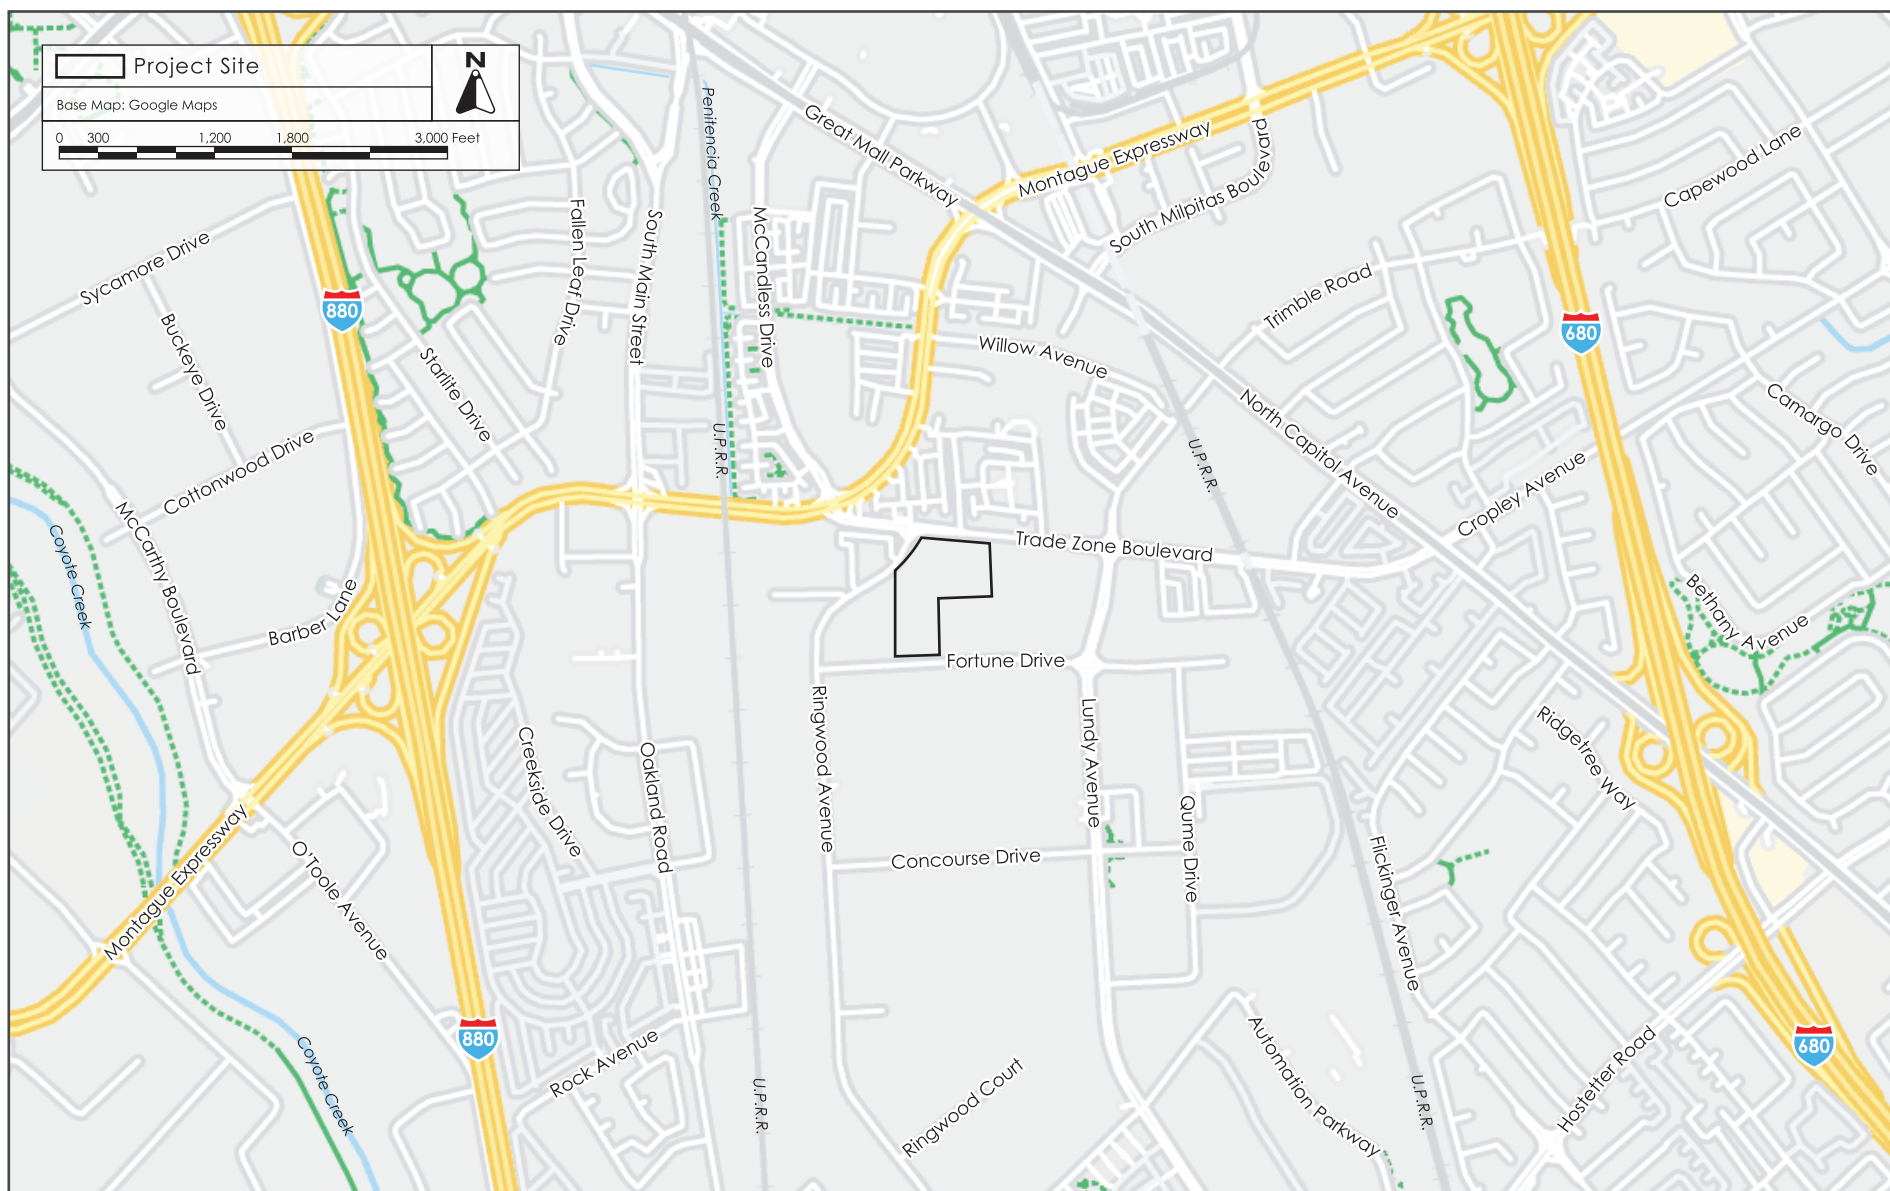 Project Site
N
Base Map: Google Maps
0 300 1,200 1,800 3,000 Feet
Penitencia Creek
Great Mall Parkway
Montague Expressway
South Milpitas Boulevard
Capewood Lane
Sycamore Drive
Fallen Leaf Drive
South Main Street
McCandless Drive
880
Buckeye Drive
Starlite Drive
Willow Avenue
Trimble Road
680
Camargo Drive
Cottonwood Drive
U.P.R.R.
U.P.R.R.
North Capitol Avenue
Cropley Avenue
McCarthy Boulevard
Coyote Creek
Trade Zone Boulevard
Barber Lane
Bethany Avenue
Fortune Drive
Ringwood Avenue
Lundy Avenue
Ridgetree Way
Creekside Drive
Oakland Road
Qume Drive
Montague Expressway
O'Toole Avenue
Concourse Drive
Flickinger Avenue
880
Coyote Creek
Rock Avenue
U.P.R.R.
Ringwood Court
Automation Parkway
U.P.R.R.
Hostetter Road
680